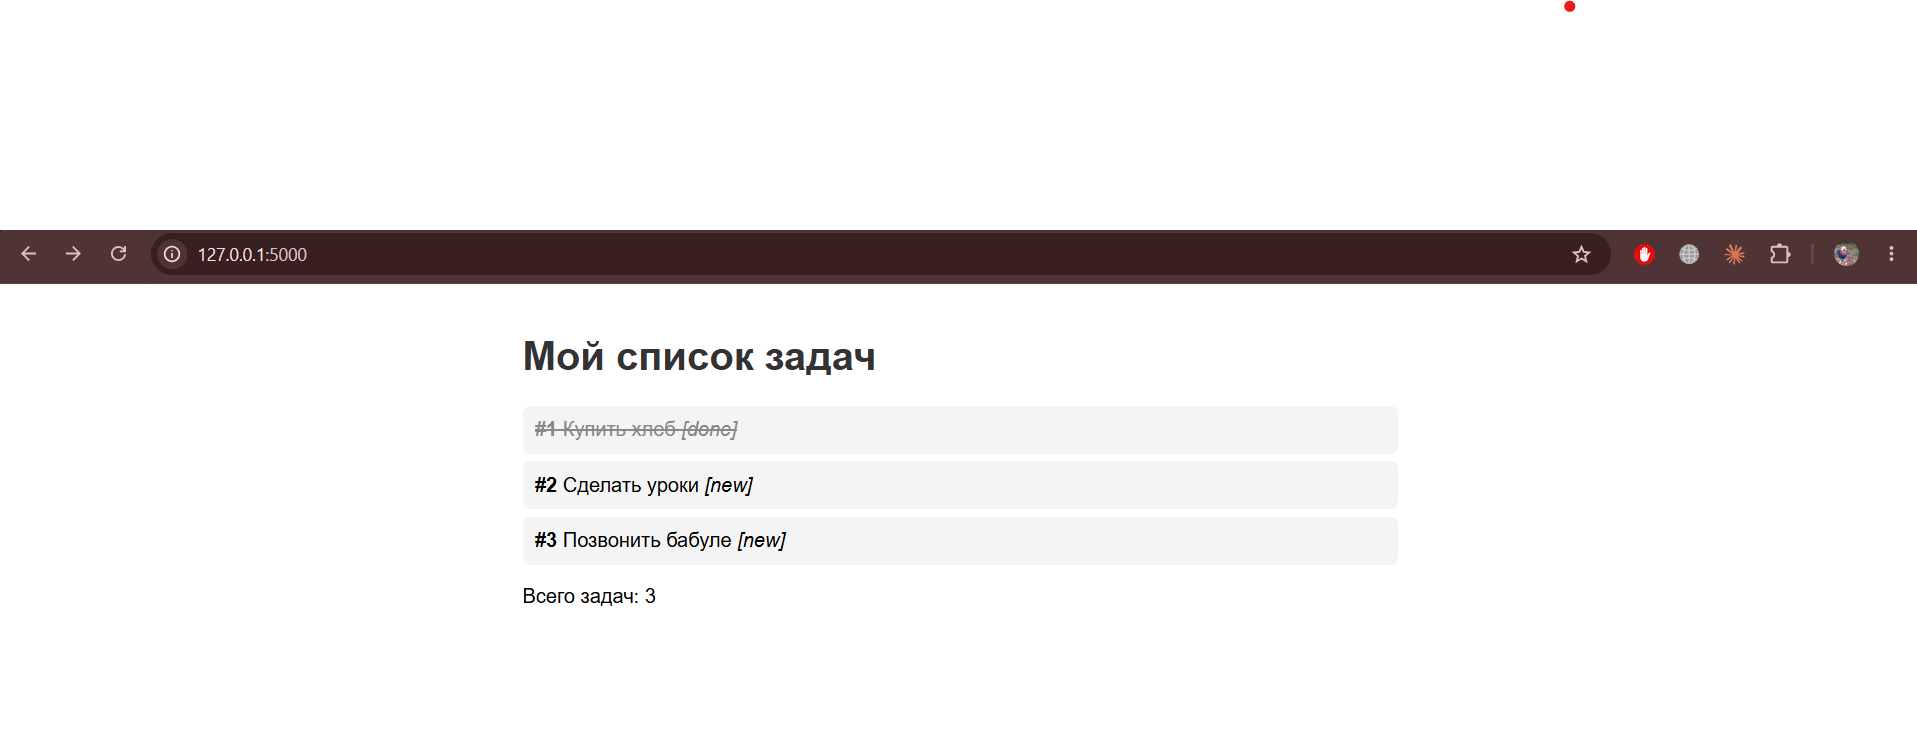 127.0.0.1:5000
Мой список задач
#1 Купить хлеб [done]
#2 Сделать уроки [new]
#3 Позвонить бабуле [new]
Всего задач: 3